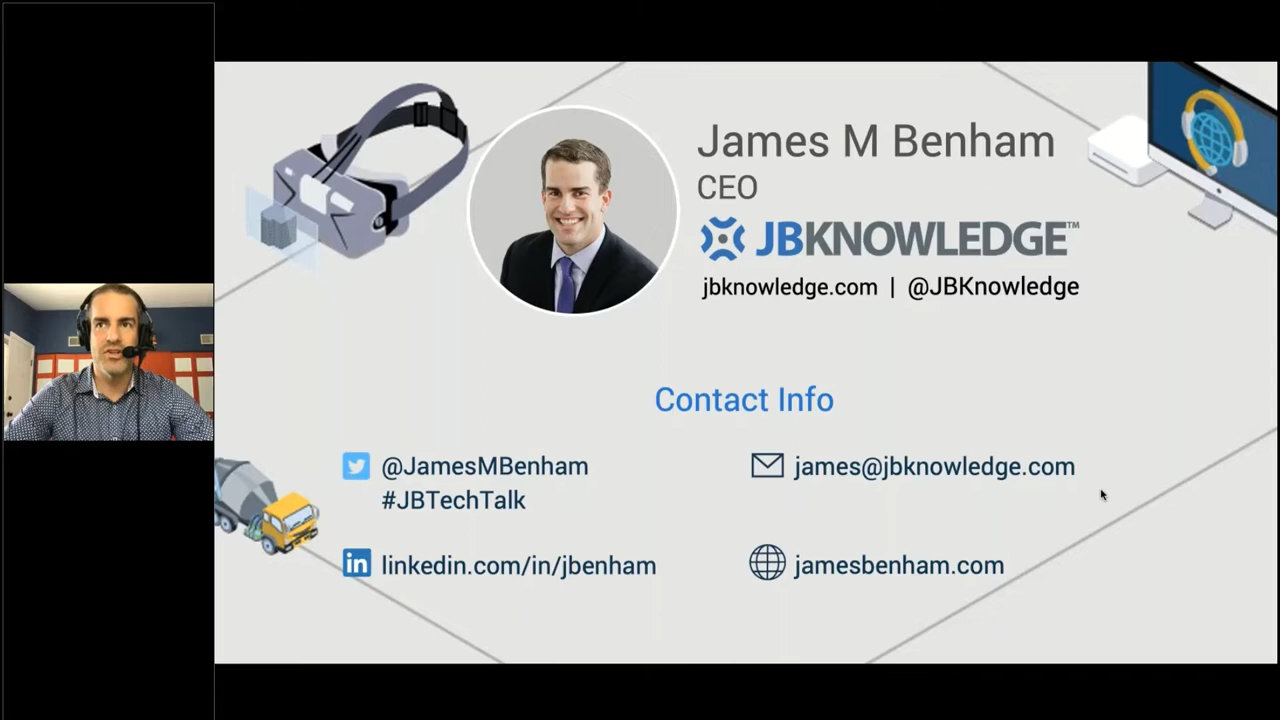 James M Benham
CEO
JBKNOWLEDGE™
jbknowledge.com | @JBKnowledge
Contact Info
@JamesMBenham
#JBTechTalk
james@jbknowledge.com
in linkedin.com/in/jbenham
jamesbenham.com